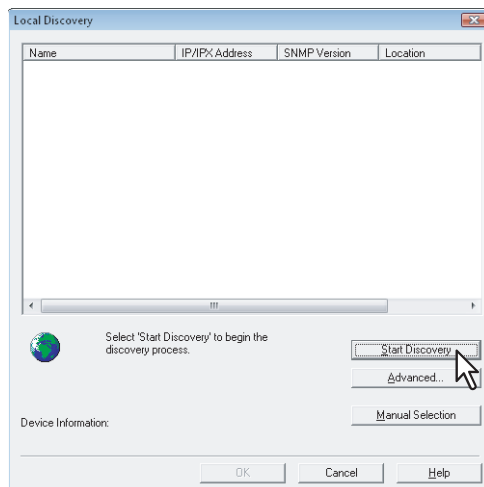 Local Discovery
Name IP/IPX Address SNMP Version Location
Select 'Start Discovery' to begin the
discovery process.
Start Discovery
Advanced...
Manual Selection
Device Information:
OK Cancel Help